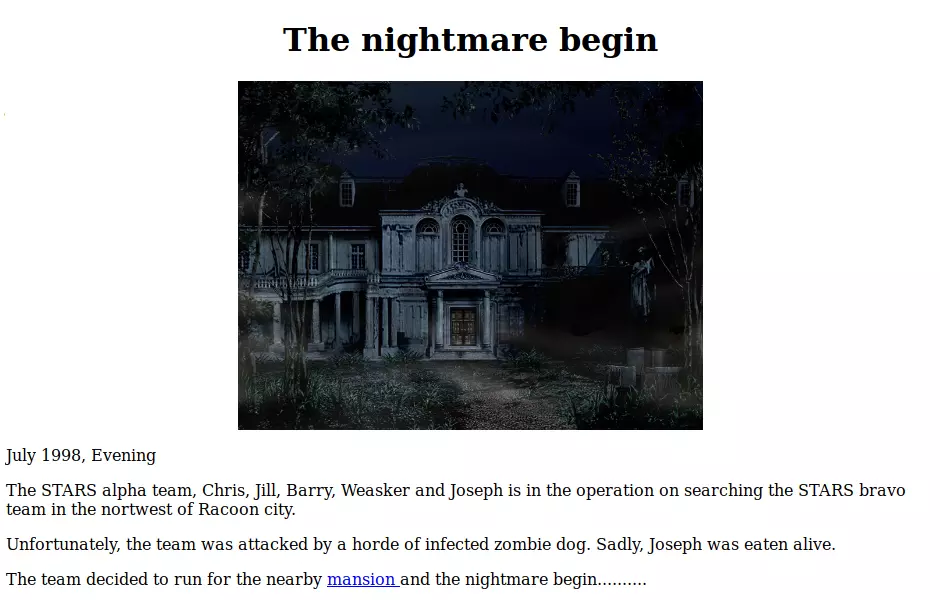 The nightmare begin
July 1998, Evening
The STARS alpha team, Chris, Jill, Barry, Weasker and Joseph is in the operation on searching the STARS bravo
team in the nortwest of Racoon city.
Unfortunately, the team was attacked by a horde of infected zombie dog. Sadly, Joseph was eaten alive.
The team decided to run for the nearby mansion and the nightmare begin..........